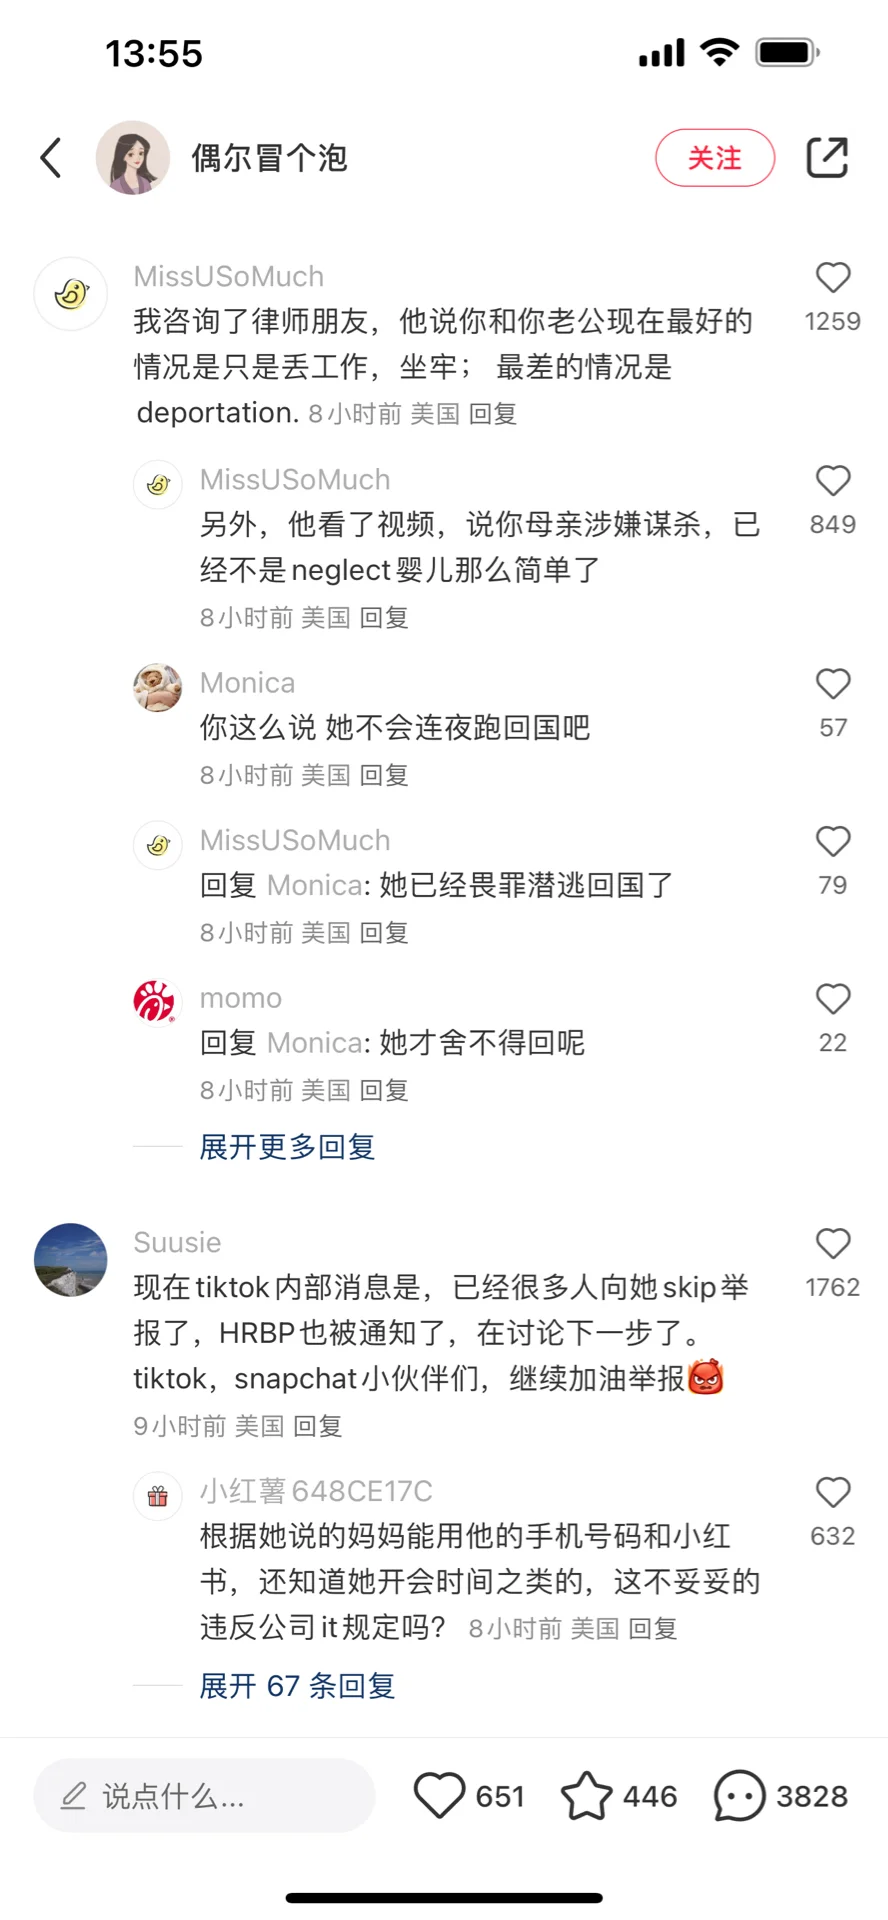 13:55
偶尔冒个泡
关注
MissUSoMuch
我咨询了律师朋友，他说你和你老公现在最好的
1259
情况是只是丢工作，坐牢； 最差的情况是
deportation. 8小时前 美国 回复
MissUSoMuch
另外，他看了视频，说你母亲涉嫌谋杀，已
849
经不是neglect婴儿那么简单了
8小时前 美国 回复
Monica
你这么说 她不会连夜跑回国吧
57
8小时前 美国 回复
MissUSoMuch
回复 Monica: 她已经畏罪潜逃回国了
79
8小时前 美国 回复
momo
回复 Monica: 她才舍不得回呢
22
8小时前 美国 回复
展开更多回复
Suusie
现在tiktok内部消息是，已经很多人向她skip举
1762
报了，HRBP也被通知了，在讨论下一步了。
tiktok，snapchat小伙伴们，继续加油举报
9小时前 美国 回复
小红薯648CE17C
根据她说的妈妈能用他的手机号码和小红
632
书，还知道她开会时间之类的，这不妥妥的
违反公司it规定吗？ 8小时前 美国 回复
展开 67 条回复
说点什么...
651
446
3828